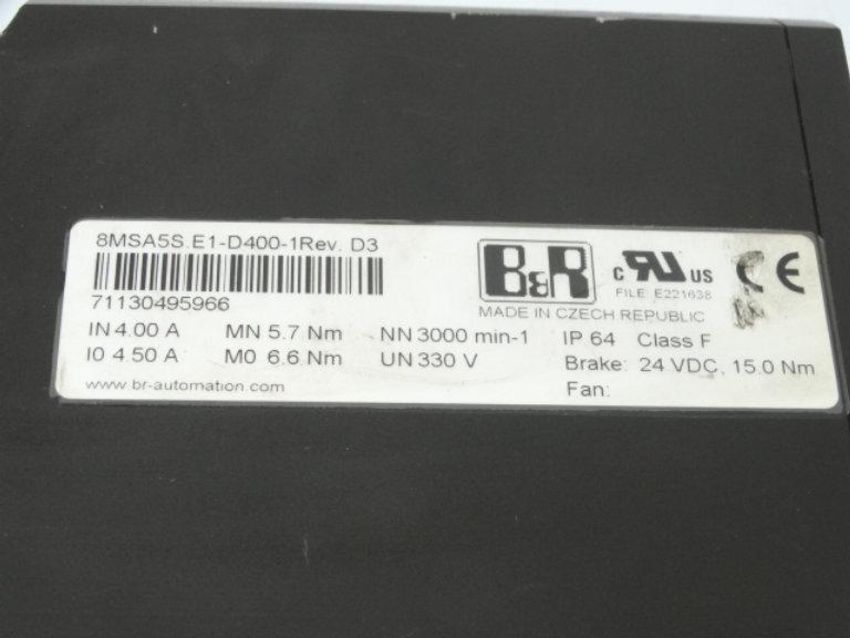 8MSA5S.E1-D400-1Rev. D3
71130495966
B&R
c RU US
FILE: E221638
CE
MADE IN CZECH REPUBLIC
IN 4.00 A MN 5.7 Nm NN 3000 min-1 IP 64 Class F
I0 4.50 A M0 6.6 Nm UN 330 V Brake: 24 VDC, 15.0 Nm
www.br-automation.com Fan: